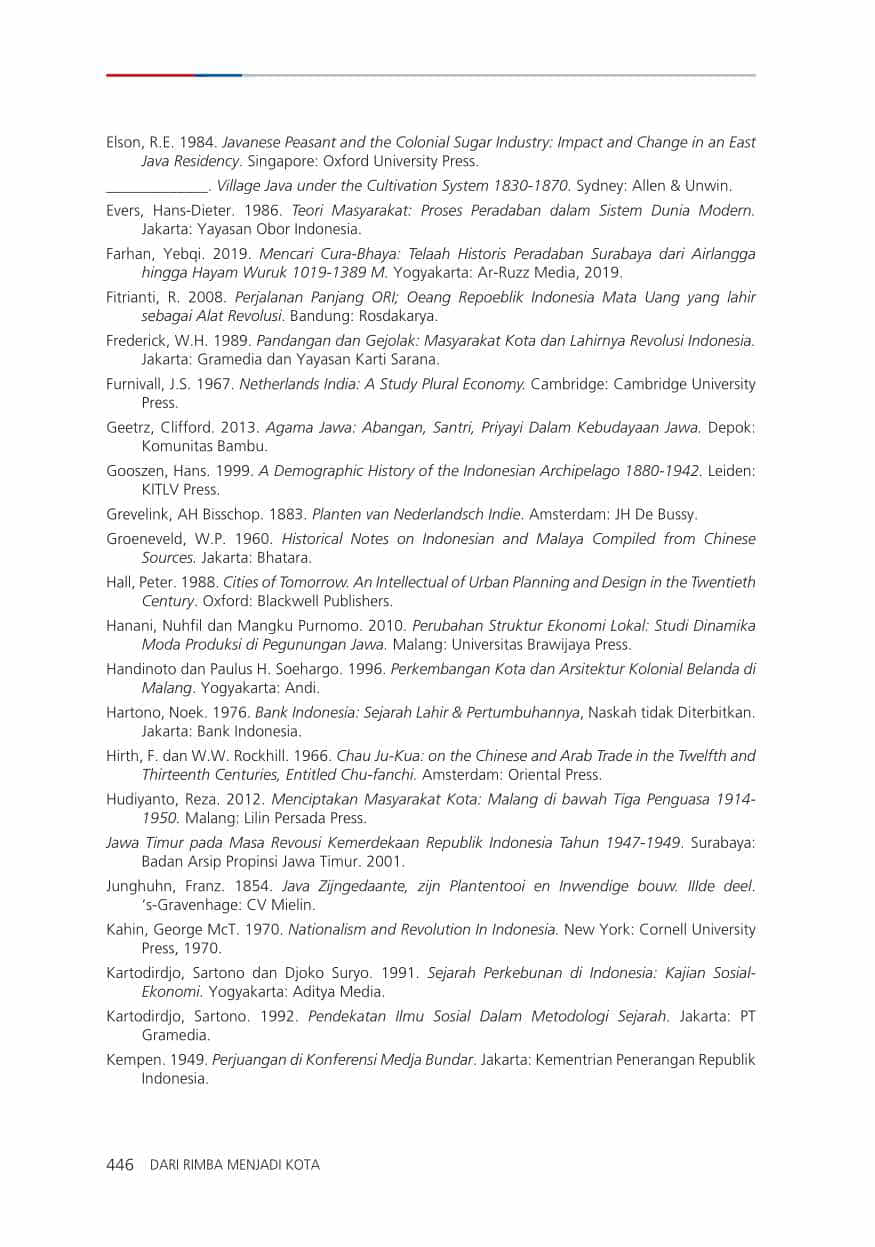 Elson, R.E. 1984. Javanese Peasant and the Colonial Sugar Industry: Impact and Change in an East
Java Residency. Singapore: Oxford University Press.
_____________. Village Java under the Cultivation System 1830-1870. Sydney: Allen & Unwin.
Evers, Hans-Dieter. 1986. Teori Masyarakat: Proses Peradaban dalam Sistem Dunia Modern.
Jakarta: Yayasan Obor Indonesia.
Farhan, Yebqi. 2019. Mencari Cura-Bhaya: Telaah Historis Peradaban Surabaya dari Airlangga
hingga Hayam Wuruk 1019-1389 M. Yogyakarta: Ar-Ruzz Media, 2019.
Fitrianti, R. 2008. Perjalanan Panjang ORI; Oeang Repoeblik Indonesia Mata Uang yang lahir
sebagai Alat Revolusi. Bandung: Rosdakarya.
Frederick, W.H. 1989. Pandangan dan Gejolak: Masyarakat Kota dan Lahirnya Revolusi Indonesia.
Jakarta: Gramedia dan Yayasan Karti Sarana.
Furnivall, J.S. 1967. Netherlands India: A Study Plural Economy. Cambridge: Cambridge University
Press.
Geetrz, Clifford. 2013. Agama Jawa: Abangan, Santri, Priyayi Dalam Kebudayaan Jawa. Depok:
Komunitas Bambu.
Gooszen, Hans. 1999. A Demographic History of the Indonesian Archipelago 1880-1942. Leiden:
KITLV Press.
Grevelink, AH Bisschop. 1883. Planten van Nederlandsch Indie. Amsterdam: JH De Bussy.
Groeneveld, W.P. 1960. Historical Notes on Indonesian and Malaya Compiled from Chinese
Sources. Jakarta: Bhatara.
Hall, Peter. 1988. Cities of Tomorrow. An Intellectual of Urban Planning and Design in the Twentieth
Century. Oxford: Blackwell Publishers.
Hanani, Nuhfil dan Mangku Purnomo. 2010. Perubahan Struktur Ekonomi Lokal: Studi Dinamika
Moda Produksi di Pegunungan Jawa. Malang: Universitas Brawijaya Press.
Handinoto dan Paulus H. Soehargo. 1996. Perkembangan Kota dan Arsitektur Kolonial Belanda di
Malang. Yogyakarta: Andi.
Hartono, Noek. 1976. Bank Indonesia: Sejarah Lahir & Pertumbuhannya, Naskah tidak Diterbitkan.
Jakarta: Bank Indonesia.
Hirth, F. dan W.W. Rockhill. 1966. Chau Ju-Kua: on the Chinese and Arab Trade in the Twelfth and
Thirteenth Centuries, Entitled Chu-fanchi. Amsterdam: Oriental Press.
Hudiyanto, Reza. 2012. Menciptakan Masyarakat Kota: Malang di bawah Tiga Penguasa 1914-
1950. Malang: Lilin Persada Press.
Jawa Timur pada Masa Revousi Kemerdekaan Republik Indonesia Tahun 1947-1949. Surabaya:
Badan Arsip Propinsi Jawa Timur. 2001.
Junghuhn, Franz. 1854. Java Zijngedaante, zijn Plantentooi en Inwendige bouw. IIIde deel.
’s-Gravenhage: CV Mielin.
Kahin, George McT. 1970. Nationalism and Revolution In Indonesia. New York: Cornell University
Press, 1970.
Kartodirdjo, Sartono dan Djoko Suryo. 1991. Sejarah Perkebunan di Indonesia: Kajian Sosial-
Ekonomi. Yogyakarta: Aditya Media.
Kartodirdjo, Sartono. 1992. Pendekatan Ilmu Sosial Dalam Metodologi Sejarah. Jakarta: PT
Gramedia.
Kempen. 1949. Perjuangan di Konferensi Medja Bundar. Jakarta: Kementrian Penerangan Republik
Indonesia.
446 DARI RIMBA MENJADI KOTA